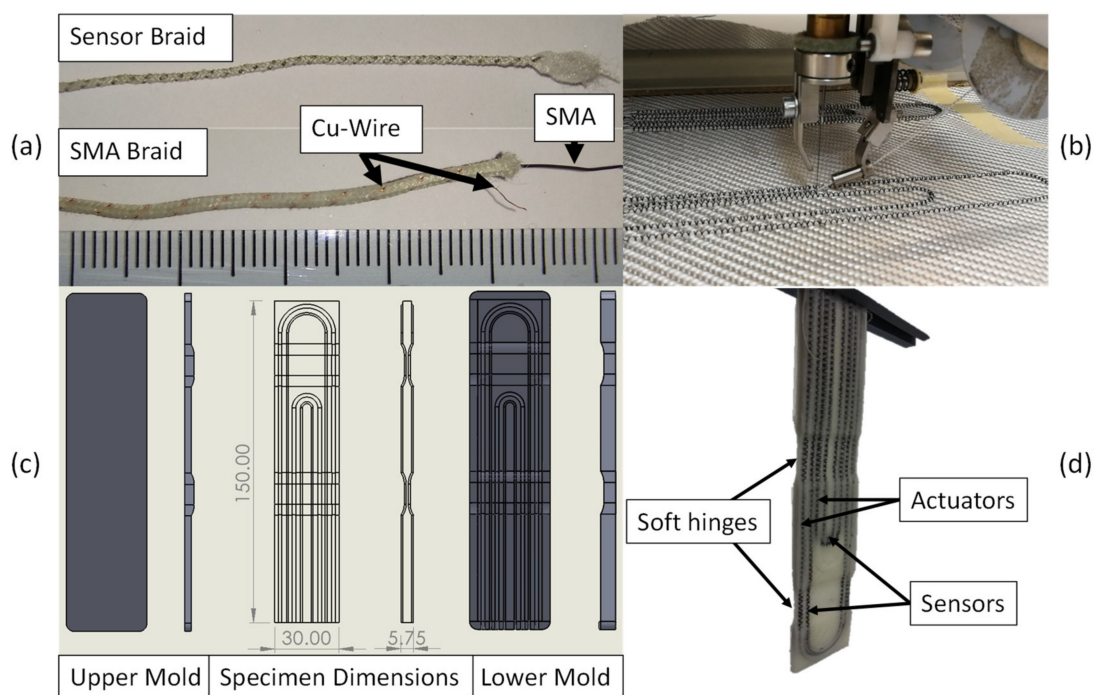 Sensor Braid
(a)
Cu-Wire
SMA
SMA Braid
(b)
(c)
150.00
30.00
5.75
Upper Mold
Specimen Dimensions
Lower Mold
(d)
Soft hinges
Actuators
Sensors